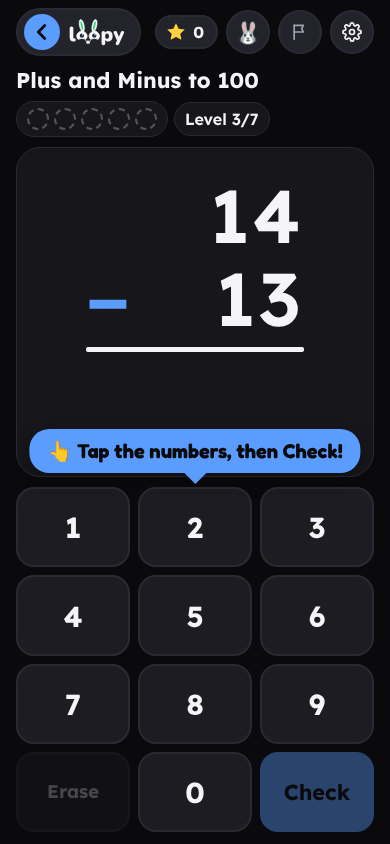 loopy
0
Plus and Minus to 100
Level 3/7
14
− 13
👆 Tap the numbers, then Check!
1 2 3
4 5 6
7 8 9
Erase 0 Check